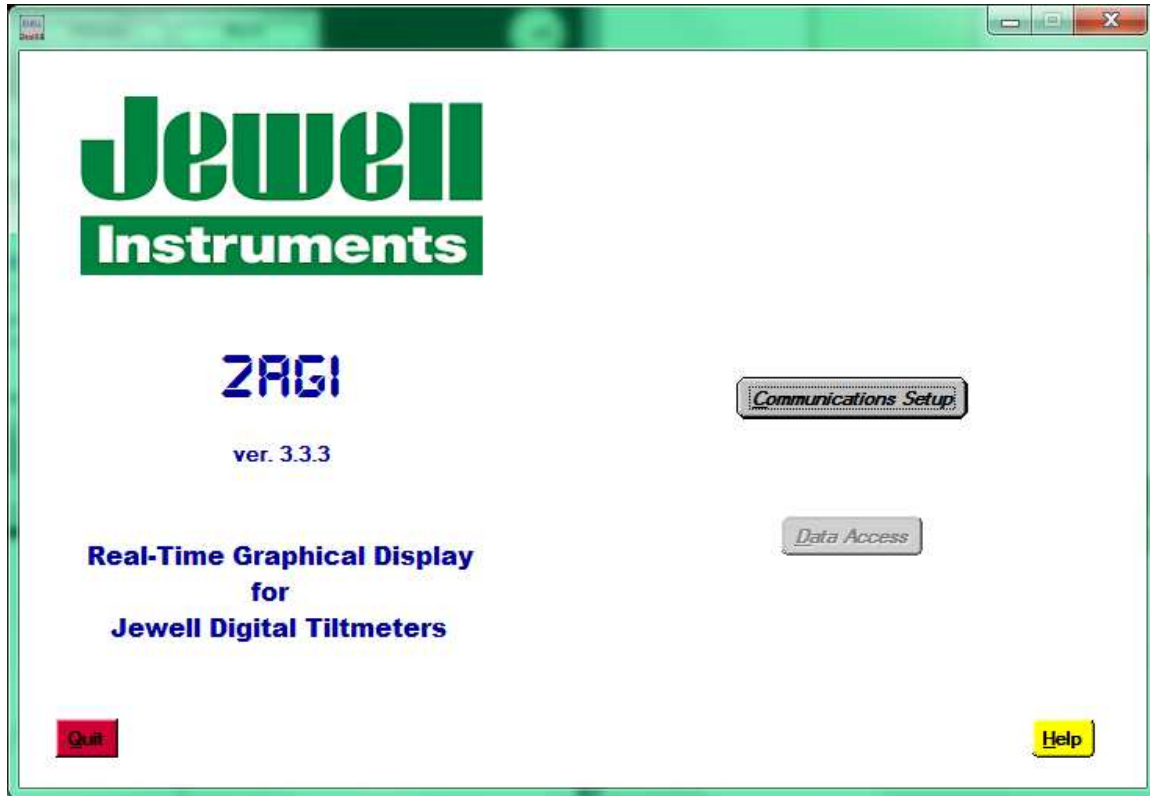 Jewell
Instruments
ZAGI
ver. 3.3.3
Communications Setup
Data Access
Real-Time Graphical Display
for
Jewell Digital Tiltmeters
Quit
Help